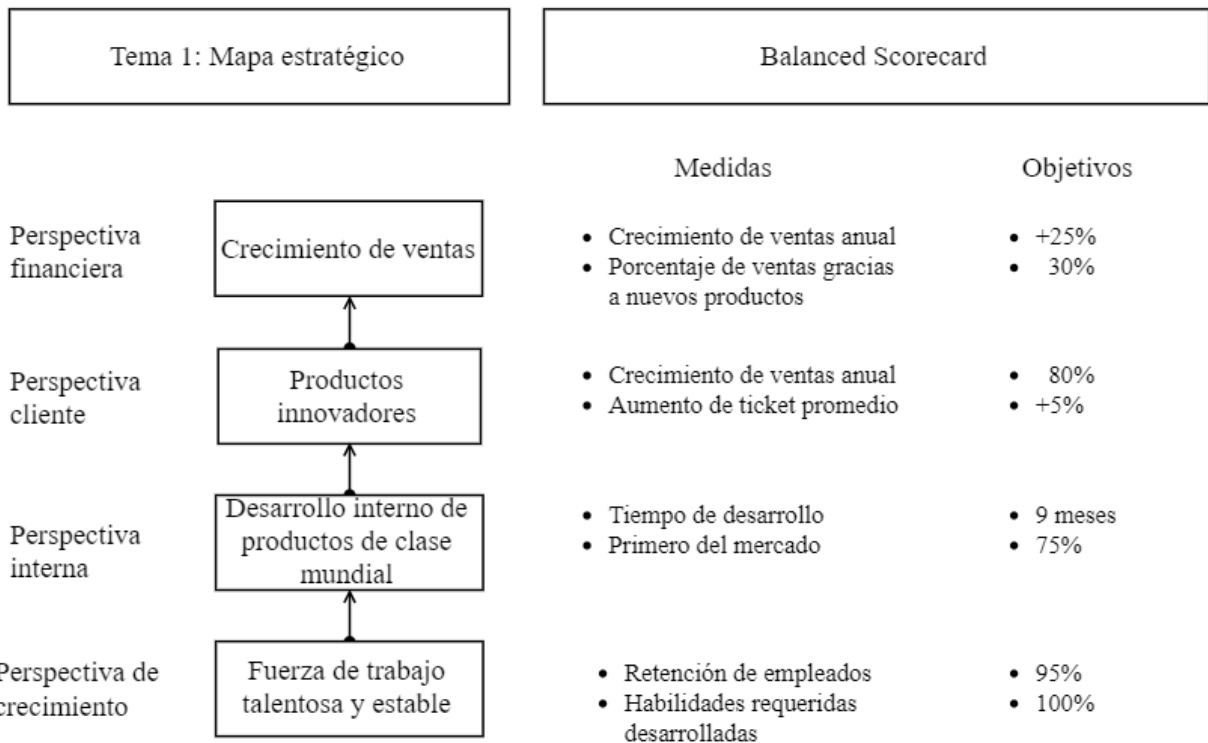 Tema 1: Mapa estratégico
Balanced Scorecard
Medidas
Objetivos
Perspectiva
financiera
Crecimiento de ventas
• Crecimiento de ventas anual
• Porcentaje de ventas gracias
a nuevos productos
• +25%
• 30%
Perspectiva
cliente
Productos
innovadores
• Crecimiento de ventas anual
• Aumento de ticket promedio
• 80%
• +5%
Perspectiva
interna
Desarrollo interno de
productos de clase
mundial
• Tiempo de desarrollo
• Primero del mercado
• 9 meses
• 75%
Perspectiva de
crecimiento
Fuerza de trabajo
talentosa y estable
• Retención de empleados
• Habilidades requeridas
desarrolladas
• 95%
• 100%